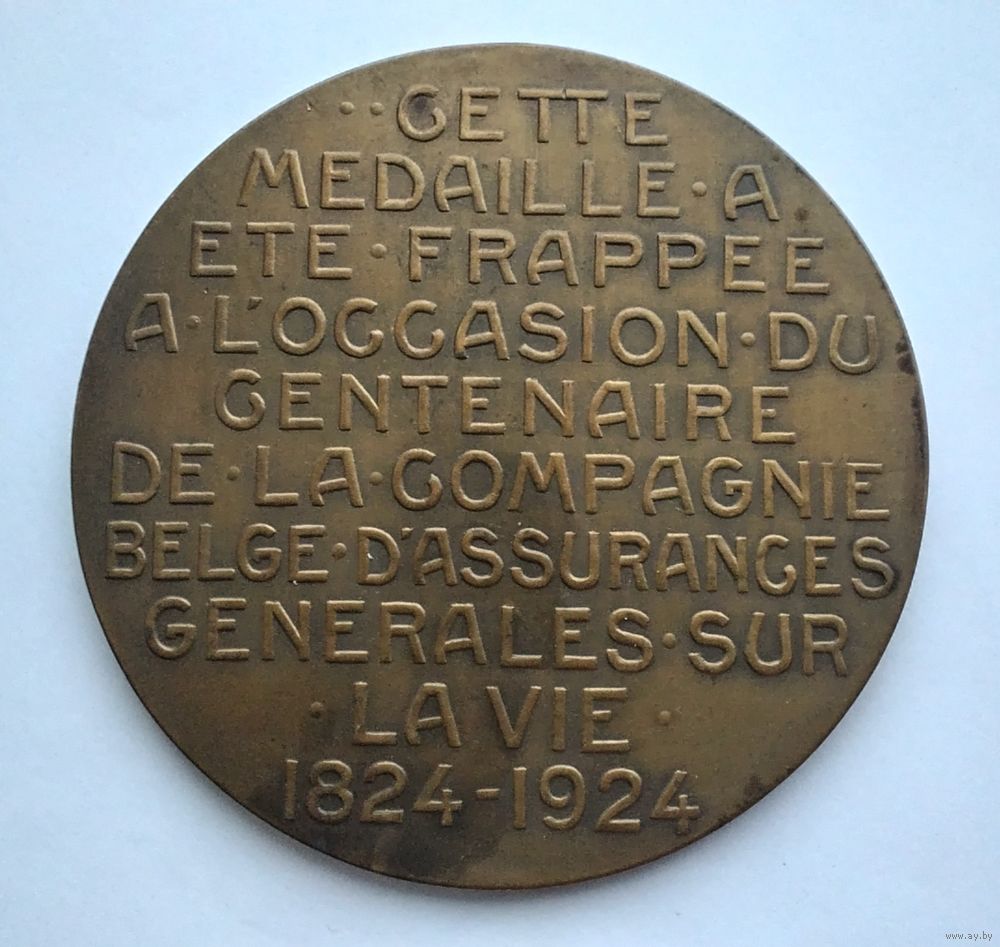 ··CETTE
MEDAILLE·A
ETE·FRAPPEE
A·L'OCCASION·DU
CENTENAIRE
DE·LA·COMPAGNIE
BELGE·D'ASSURANCES
GENERALES·SUR
·LA VIE·
1824-1924
www.ay.by